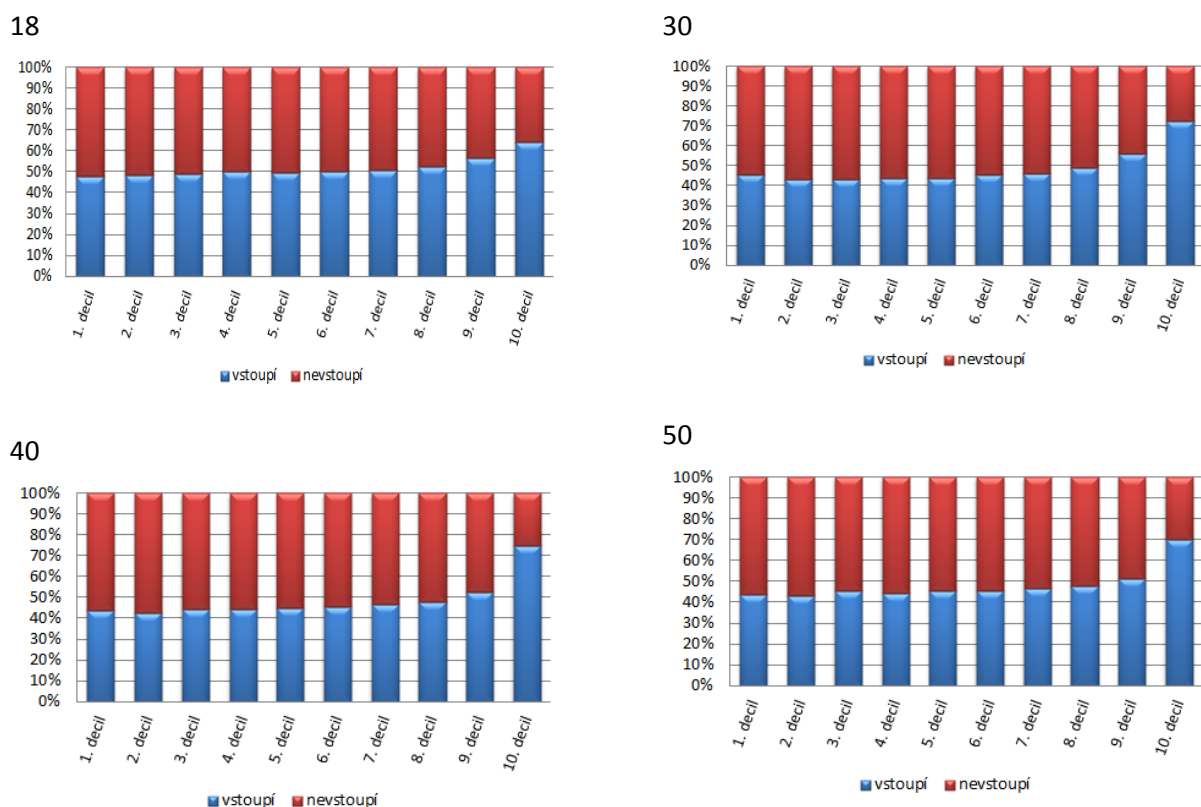 18
100%
90%
80%
70%
60%
50%
40%
30%
20%
10%
0%
1. decil
2. decil
3. decil
4. decil
5. decil
6. decil
7. decil
8. decil
9. decil
10. decil
vstoupí nevstoupí
30
100%
90%
80%
70%
60%
50%
40%
30%
20%
10%
0%
1. decil
2. decil
3. decil
4. decil
5. decil
6. decil
7. decil
8. decil
9. decil
10. decil
vstoupí nevstoupí
40
100%
90%
80%
70%
60%
50%
40%
30%
20%
10%
0%
1. decil
2. decil
3. decil
4. decil
5. decil
6. decil
7. decil
8. decil
9. decil
10. decil
vstoupí nevstoupí
50
100%
90%
80%
70%
60%
50%
40%
30%
20%
10%
0%
1. decil
2. decil
3. decil
4. decil
5. decil
6. decil
7. decil
8. decil
9. decil
10. decil
vstoupí nevstoupí